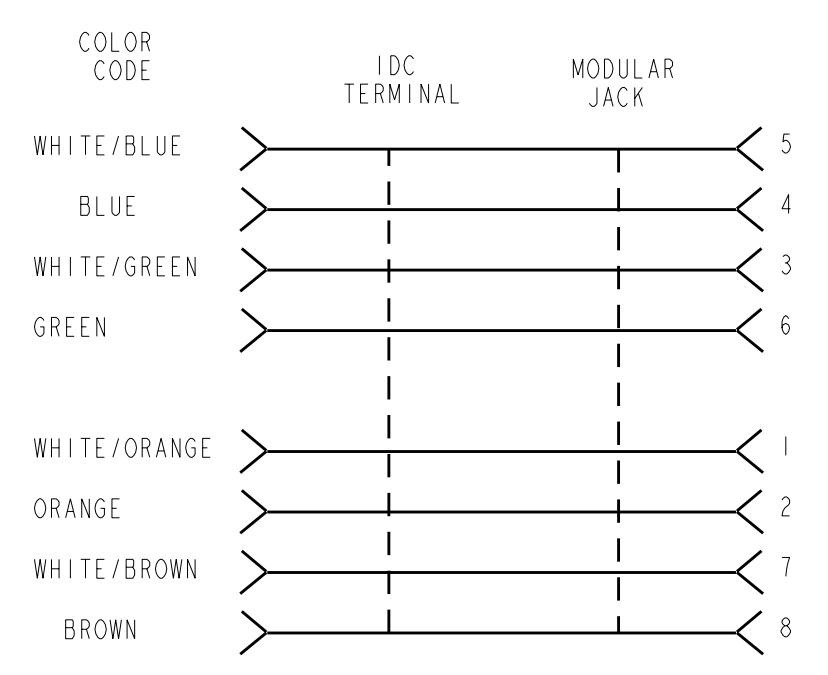 COLOR
CODE
IDC
TERMINAL
MODULAR
JACK
WHITE/BLUE 5
BLUE 4
WHITE/GREEN 3
GREEN 6
WHITE/ORANGE 1
ORANGE 2
WHITE/BROWN 7
BROWN 8